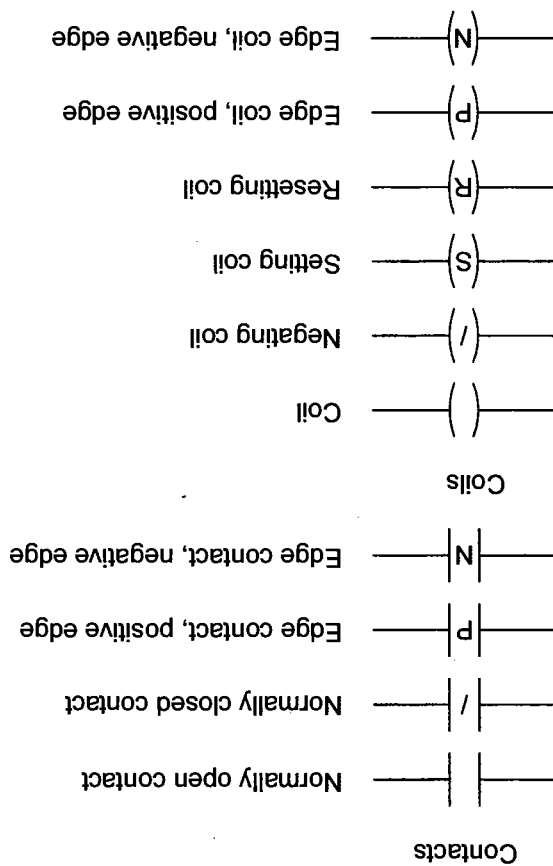 Contacts
Normally open contact
/ Normally closed contact
P Edge contact, positive edge
N Edge contact, negative edge
Coils
( ) Coil
(/) Negating coil
(S) Setting coil
(R) Resetting coil
(P) Edge coil, positive edge
(N) Edge coil, negative edge